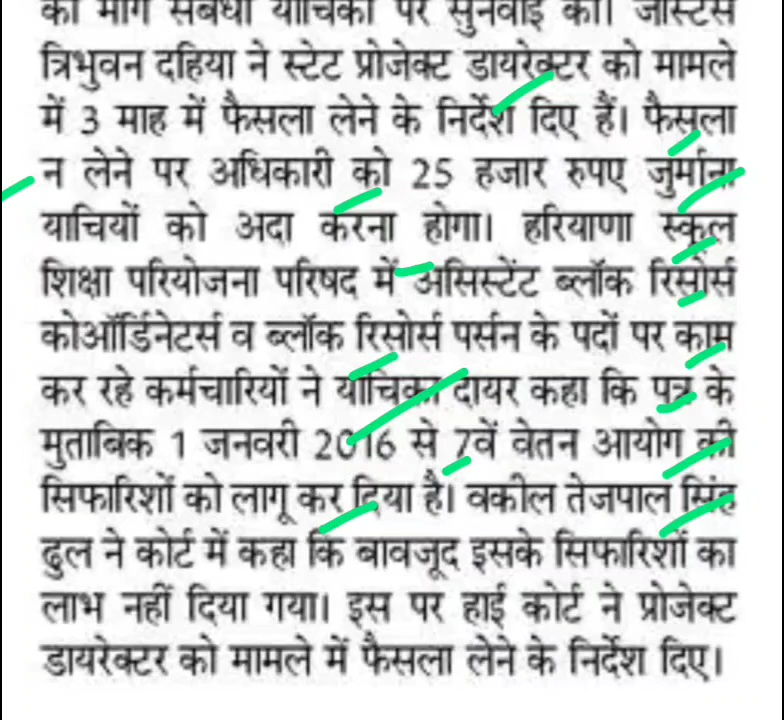 की मांग संबंधी याचिका पर सुनवाई की। जस्टिस
त्रिभुवन दहिया ने स्टेट प्रोजेक्ट डायरेक्टर को मामले
में 3 माह में फैसला लेने के निर्देश दिए हैं। फैसला
न लेने पर अधिकारी को 25 हजार रुपए जुर्माना
याचियों को अदा करना होगा। हरियाणा स्कूल
शिक्षा परियोजना परिषद में असिस्टेंट ब्लॉक रिसोर्स
कोऑर्डिनेटर्स व ब्लॉक रिसोर्स पर्सन के पदों पर काम
कर रहे कर्मचारियों ने याचिका दायर कहा कि पत्र के
मुताबिक 1 जनवरी 2016 से 7वें वेतन आयोग की
सिफारिशों को लागू कर दिया है। वकील तेजपाल सिंह
ढुल ने कोर्ट में कहा कि बावजूद इसके सिफारिशों का
लाभ नहीं दिया गया। इस पर हाई कोर्ट ने प्रोजेक्ट
डायरेक्टर को मामले में फैसला लेने के निर्देश दिए।